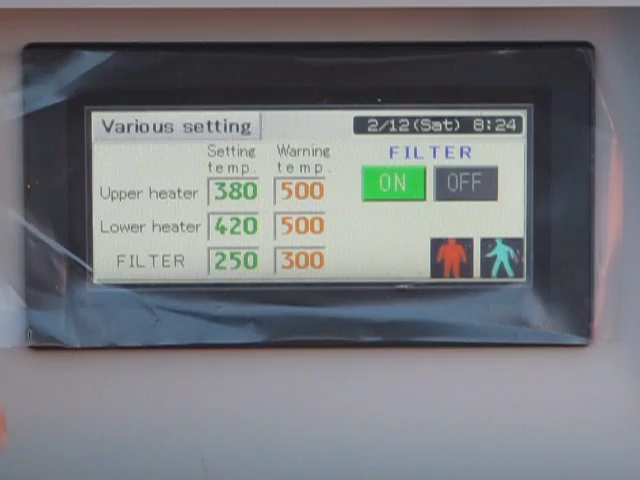 Various setting
2/12(Sat) 8:24
Setting temp.
Warning temp.
FILTER
ON
OFF
Upper heater 380 500
Lower heater 420 500
FILTER 250 300